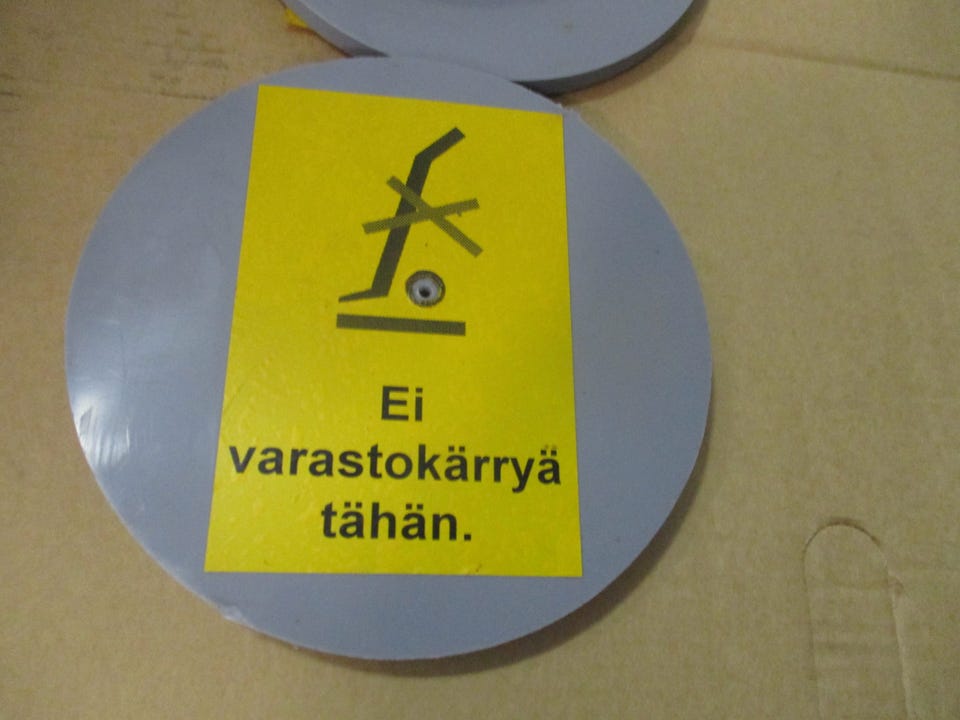 Ei
varastokärryä
tähän.